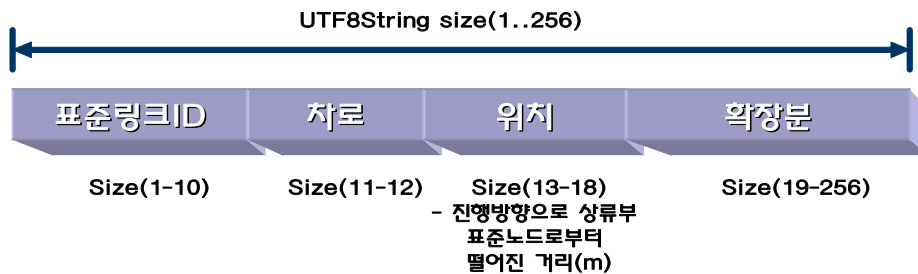 UTF8String size(1..256)
표준링크ID 차로 위치 확장분
Size(1-10) Size(11-12) Size(13-18) Size(19-256)
- 진행방향으로 상류부
표준노드로부터
떨어진 거리(m)